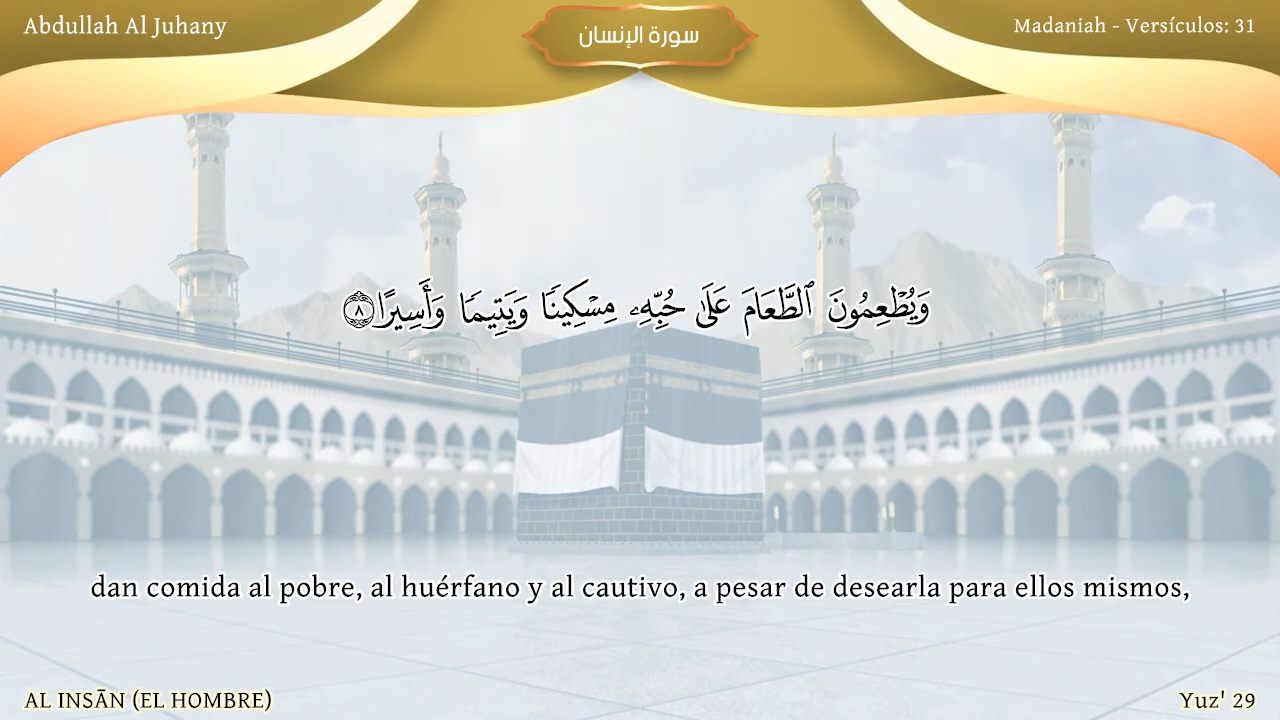 Abdullah Al Juhany
سورة الإنسان
Madaniah - Versículos: 31
وَيُطْعِمُونَ ٱلطَّعَامَ عَلَىٰ حُبِّهِۦ مِسْكِينًا وَيَتِيمًا وَأَسِيرًا ٨
dan comida al pobre, al huérfano y al cautivo, a pesar de desearla para ellos mismos,
AL INSĀN (EL HOMBRE)
Yuz' 29